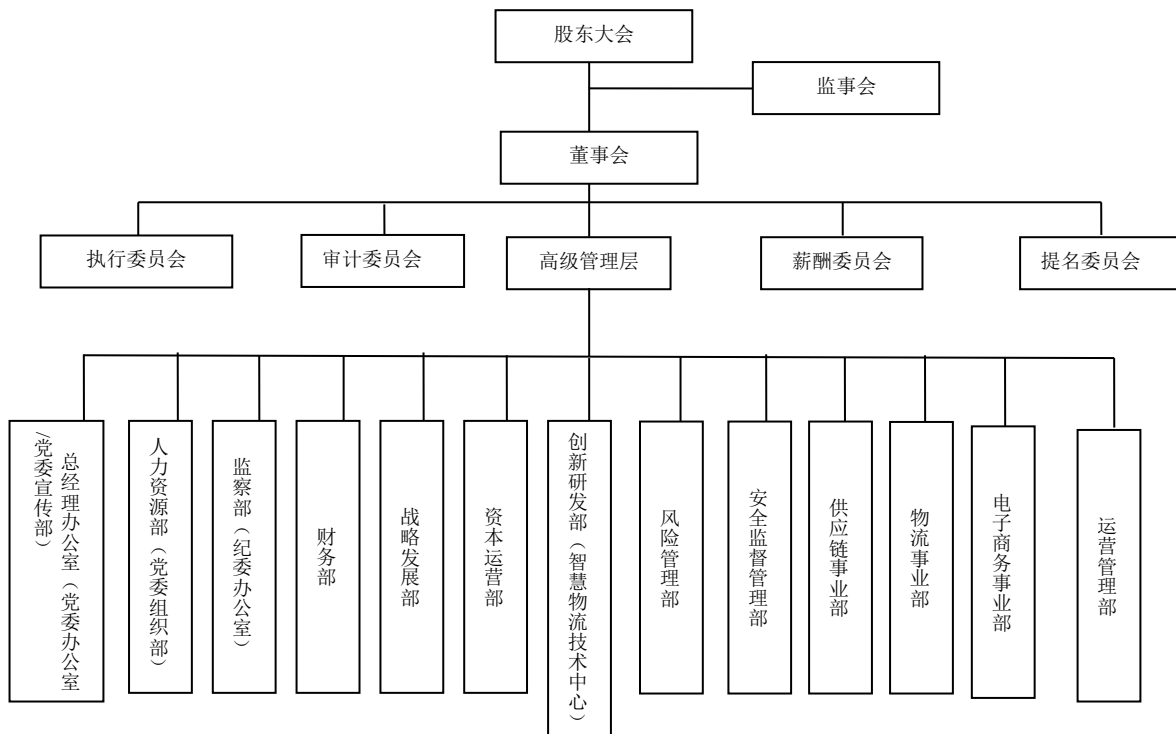 股东大会
监事会
董事会
执行委员会
审计委员会
高级管理层
薪酬委员会
提名委员会
总经理办公室（党委办公室
/党委宣传部）
人力资源部（党委组织部）
监察部（纪委办公室）
财务部
战略发展部
资本运营部
创新研发部（智慧物流技术中心）
风险管理部
安全监督管理部
供应链事业部
物流事业部
电子商务事业部
运营管理部